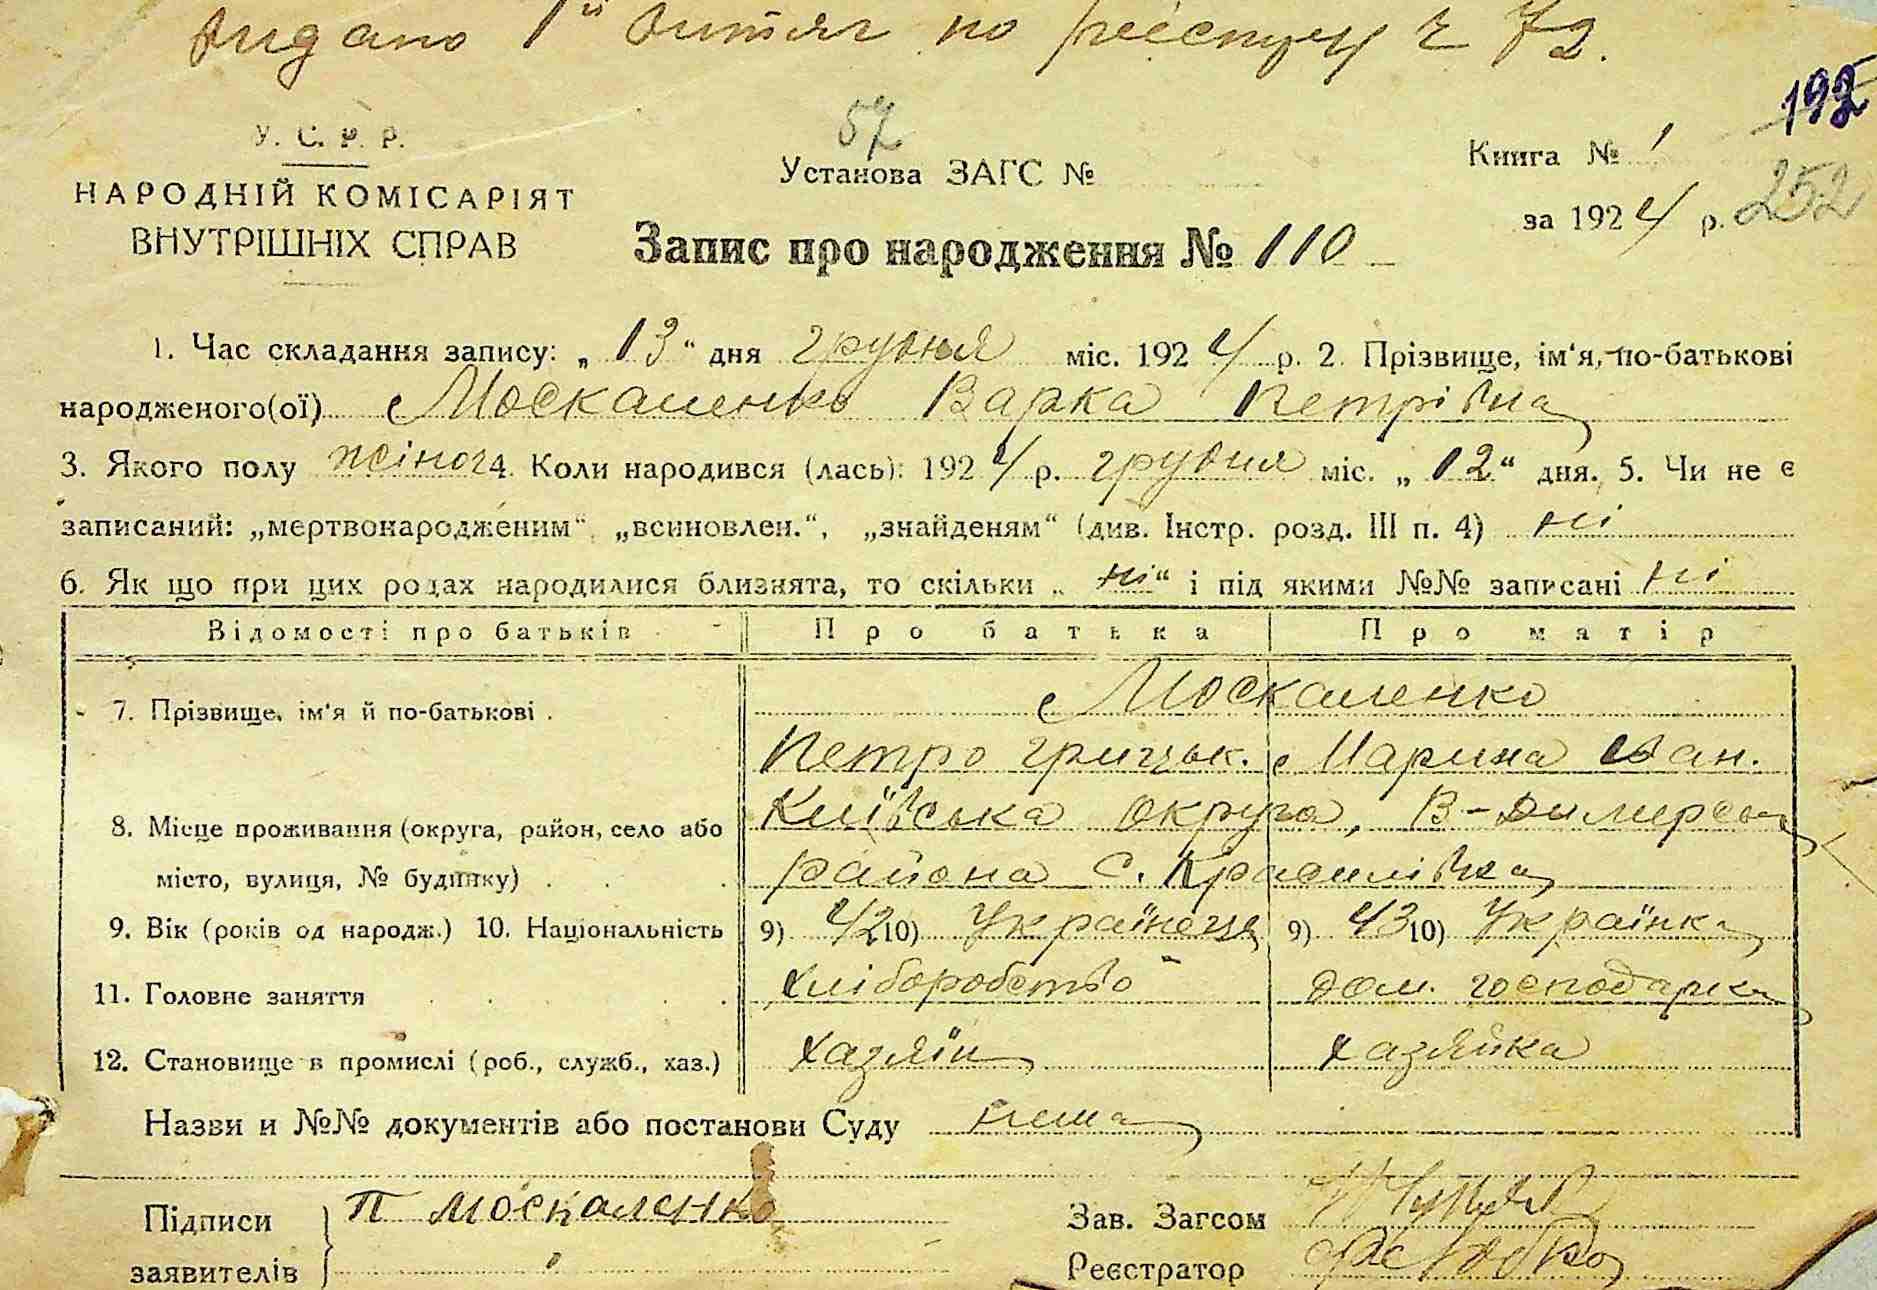 Видано 1й витяг по реєстру ч 72.
192
57
252
У. С. Р. Р.
НАРОДНІЙ КОМІСАРІЯТ
ВНУТРІШНІХ СПРАВ
Установа ЗАГС №
Книга № 1
за 1924 р.
Запис про народження № 110
1. Час складання запису: „13“ дня грудня міс. 1924 р. 2. Прізвище, ім‘я, по-батькові
народженого(ої) Москаленко Варка Петрівна
3. Якого полу жіноч 4. Коли народився (лась): 1924 р. грудня міс. „12“ дня. 5. Чи не є
записаний: „мертвонародженим“, „всиновлен.“, „знайденям“ (див. Інстр. розд. III п. 4) ні
6. Як що при цих родах народилися близнята, то скільки „ні“ і під якими №№ записані ні
Відомості про батьків Про батька Про матір
7. Прізвище, ім‘я й по-батькові . Москаленко
Петро Грицьк. Марина Іван.
8. Місце проживання (округа, район, село або Київська округа, В-Димерськ
місто, вулиця, № будинку) . . . района с. Красилівка
9. Вік (років од народж.) 10. Національність 9) 42 10) Українець 9) 43 10) Українка
11. Головне заняття . . . . хліборобство дом. господарка
12. Становище в промислі (роб., служб., хаз.) хазяїн хазяйка
Назви и №№ документів або постанови Суду нема
Підписи П Москаленко
заявителів
Зав. Загсом
Реєстратор